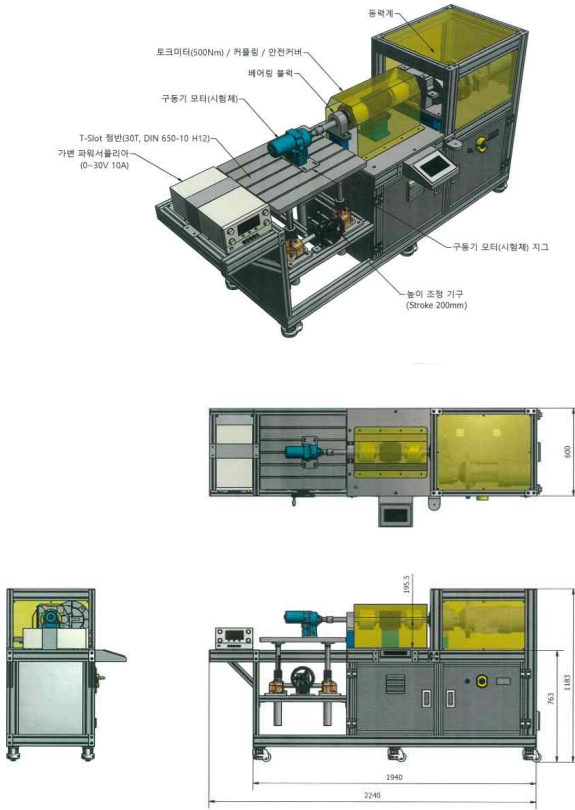 동력계
토크미터(500Nm) / 커플링 / 안전커버
베어링 블럭
구동기 모터(시험체)
T-Slot 정반(30T, DIN 650-10 H12)
가변 파워서플리아
(0~30V 10A)
구동기 모터(시험체) 지그
높이 조정 기구
(Stroke 200mm)
600
195.5
763
1183
1940
2240